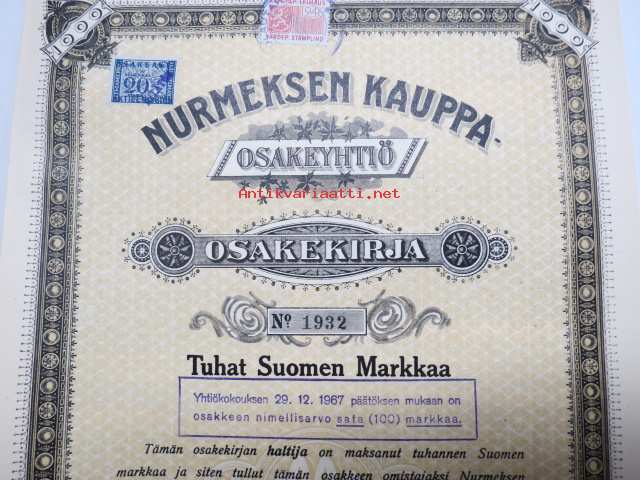 1000 1000
NURMEKSEN KAUPPA-
OSAKEYHTIÖ
Antikvariaatti.net
OSAKEKIRJA
Nº 1932
Tuhat Suomen Markkaa
Yhtiökokouksen 29. 12. 1967 päätöksen mukaan on
osakkeen nimellisarvo sata (100) markkaa.
Tämän osakekirjan haltija on maksanut tuhannen Suomen
markkaa ja siten tullut tämän osakkeen omistajaksi Nurmeksen